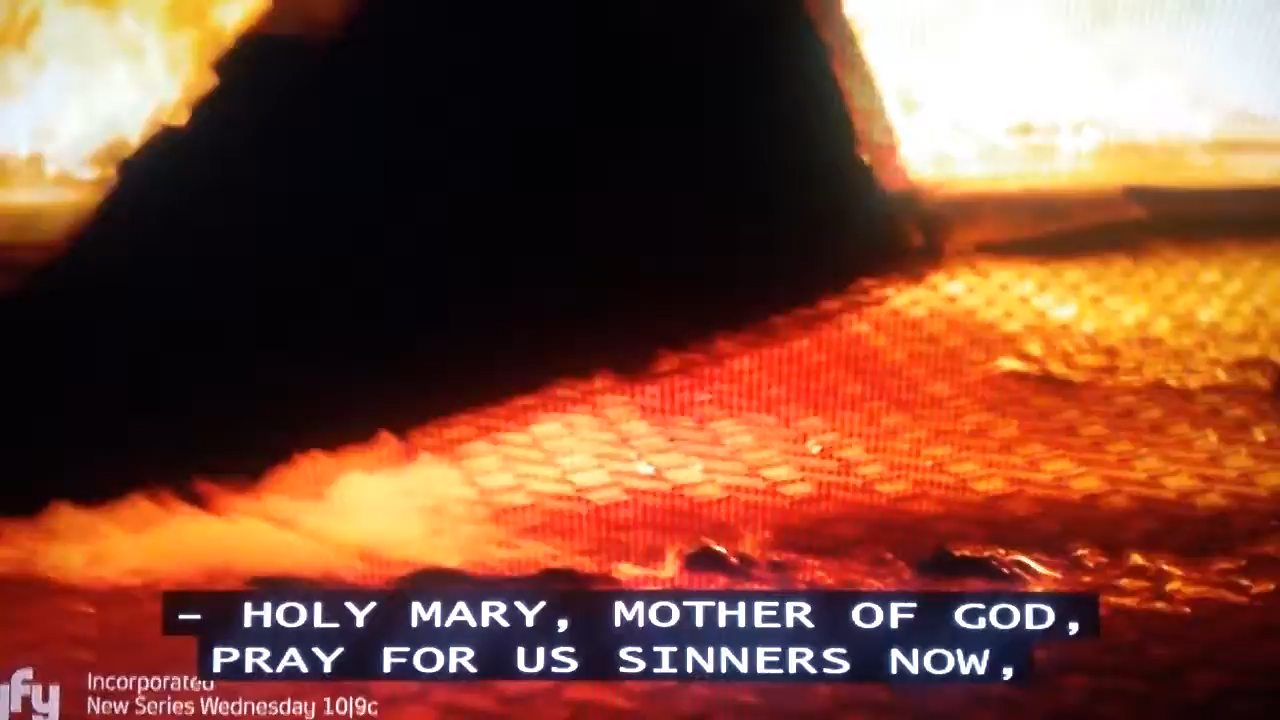 - HOLY MARY, MOTHER OF GOD,
PRAY FOR US SINNERS NOW,
Incorporated
New Series Wednesday 10|9c